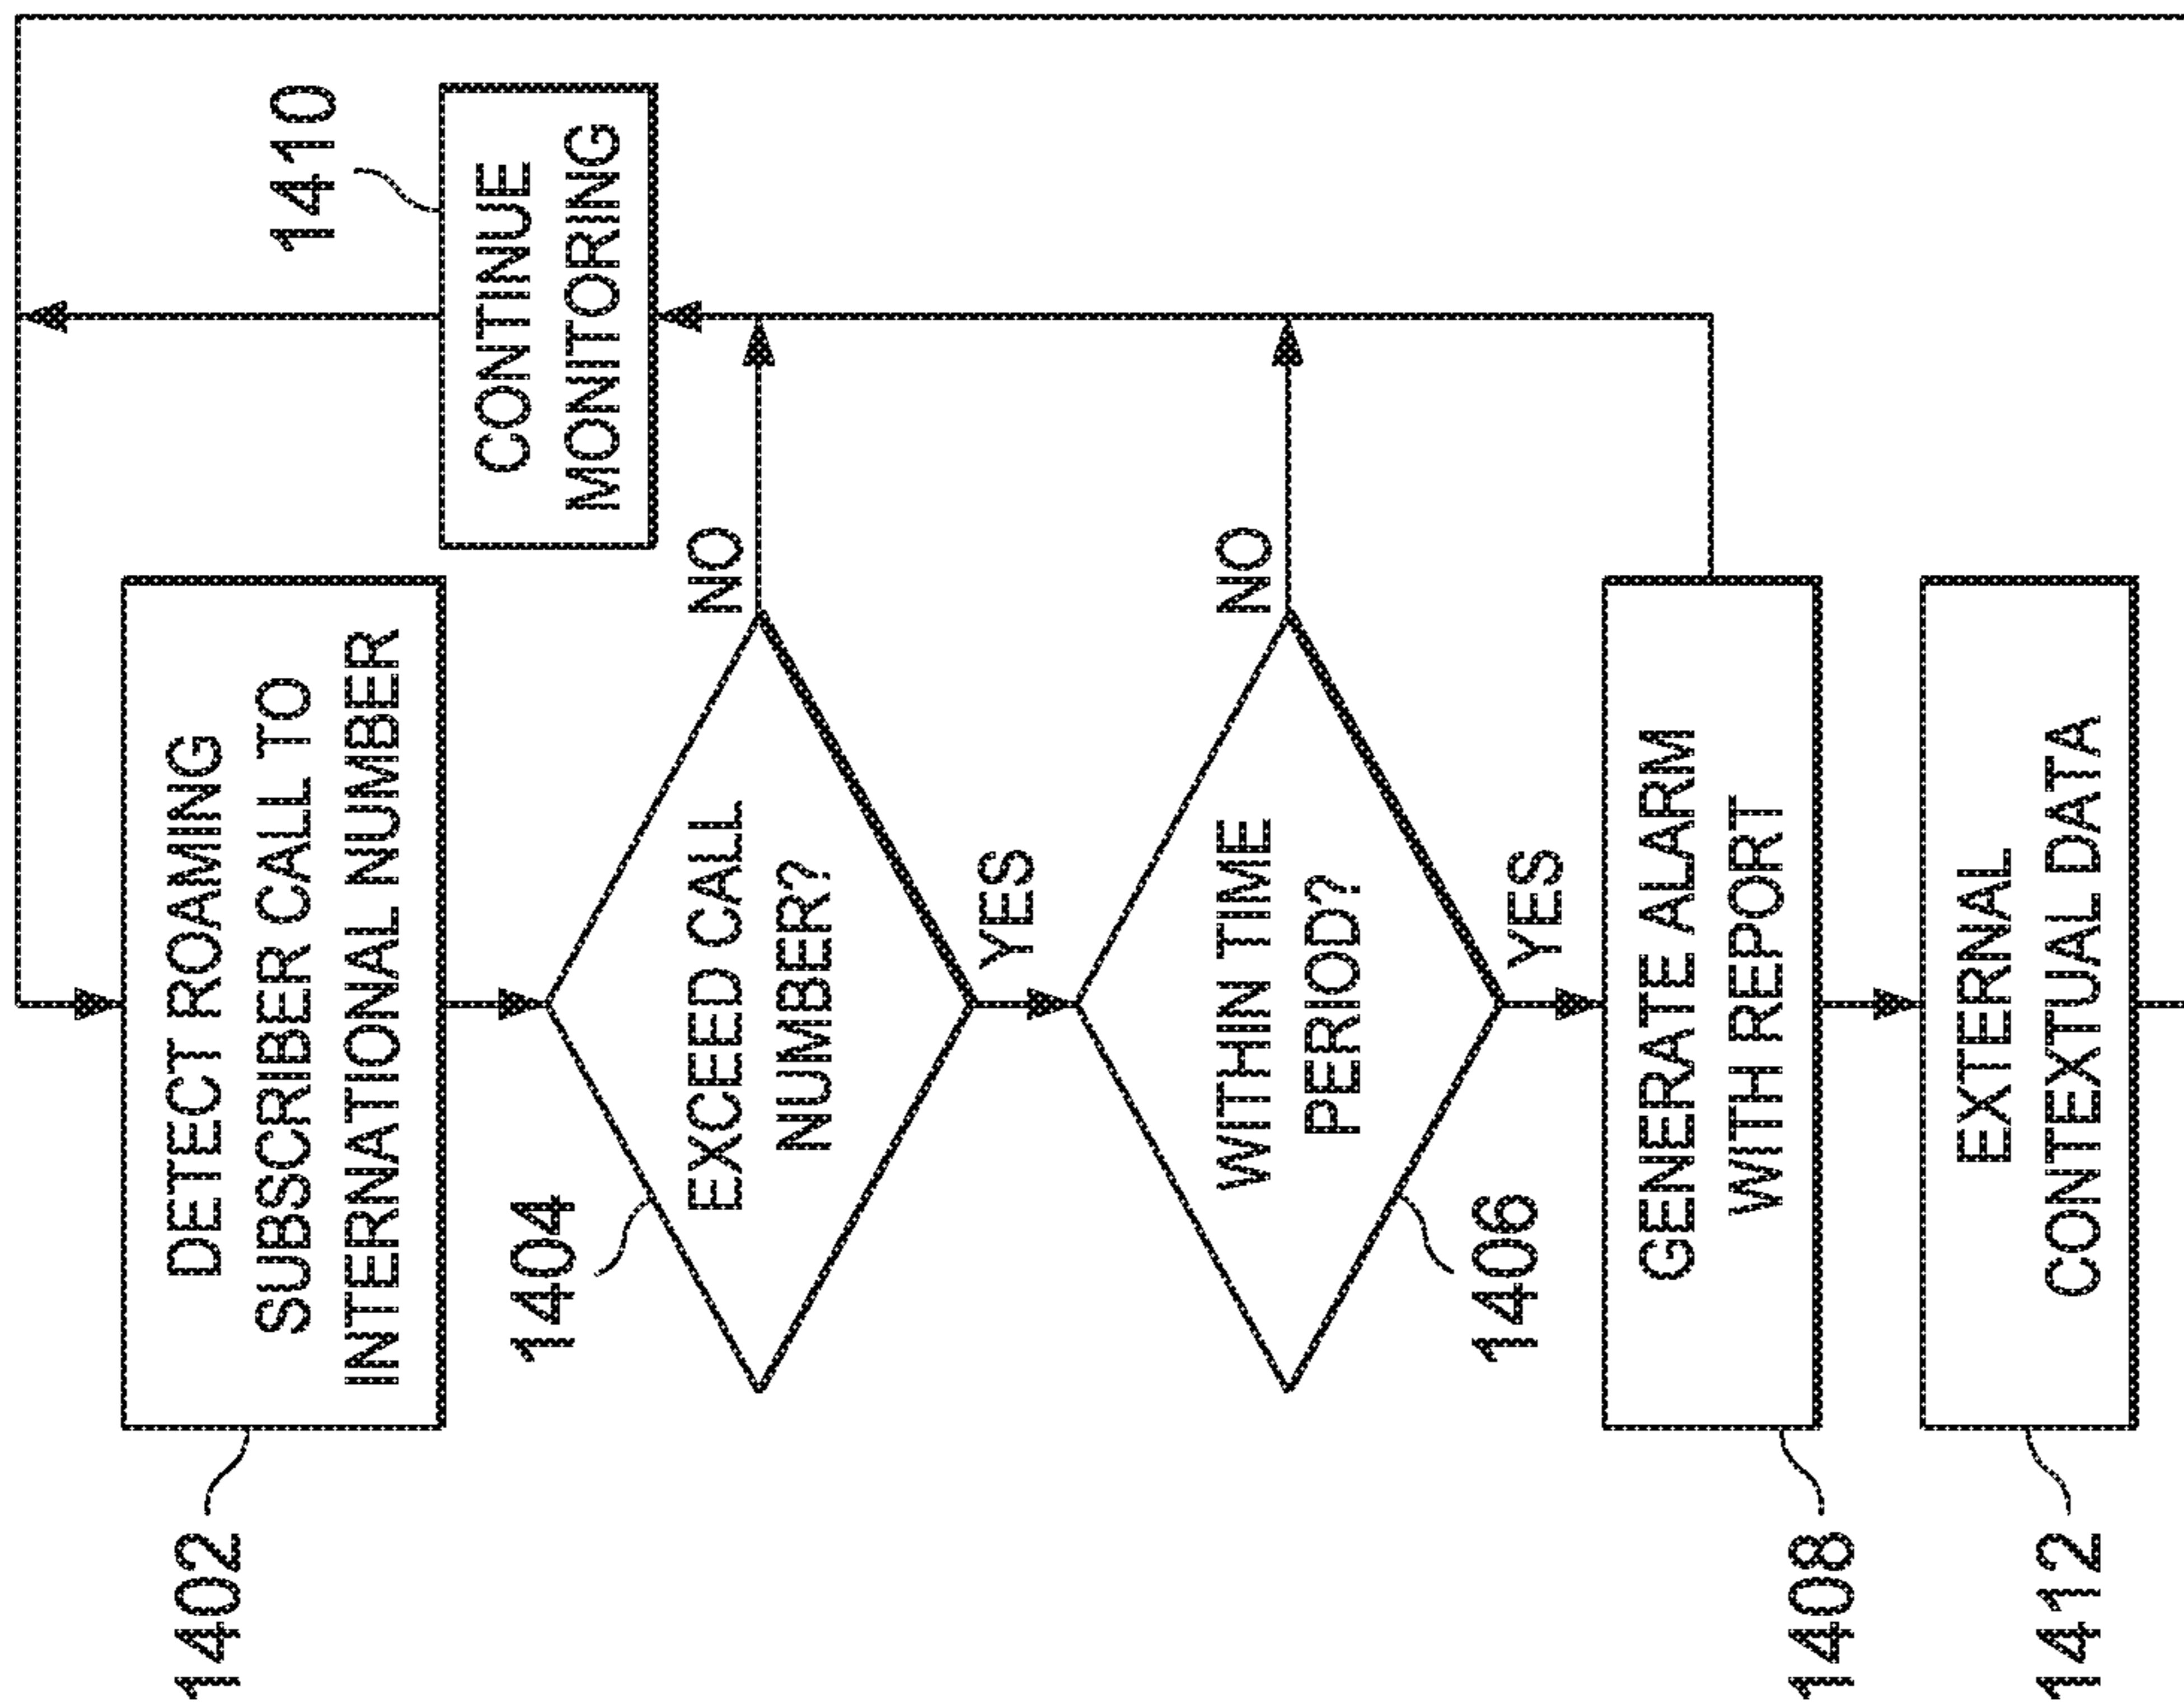 1402
DETECT ROAMING
SUBSCRIBER CALL TO
INTERNATIONAL NUMBER
1410
CONTINUE
MONITORING
1404
EXCEED CALL
NUMBER?
NO
YES
WITHIN TIME
PERIOD?
NO
1406
YES
1408
GENERATE ALARM
WITH REPORT
1412
EXTERNAL
CONTEXTUAL DATA